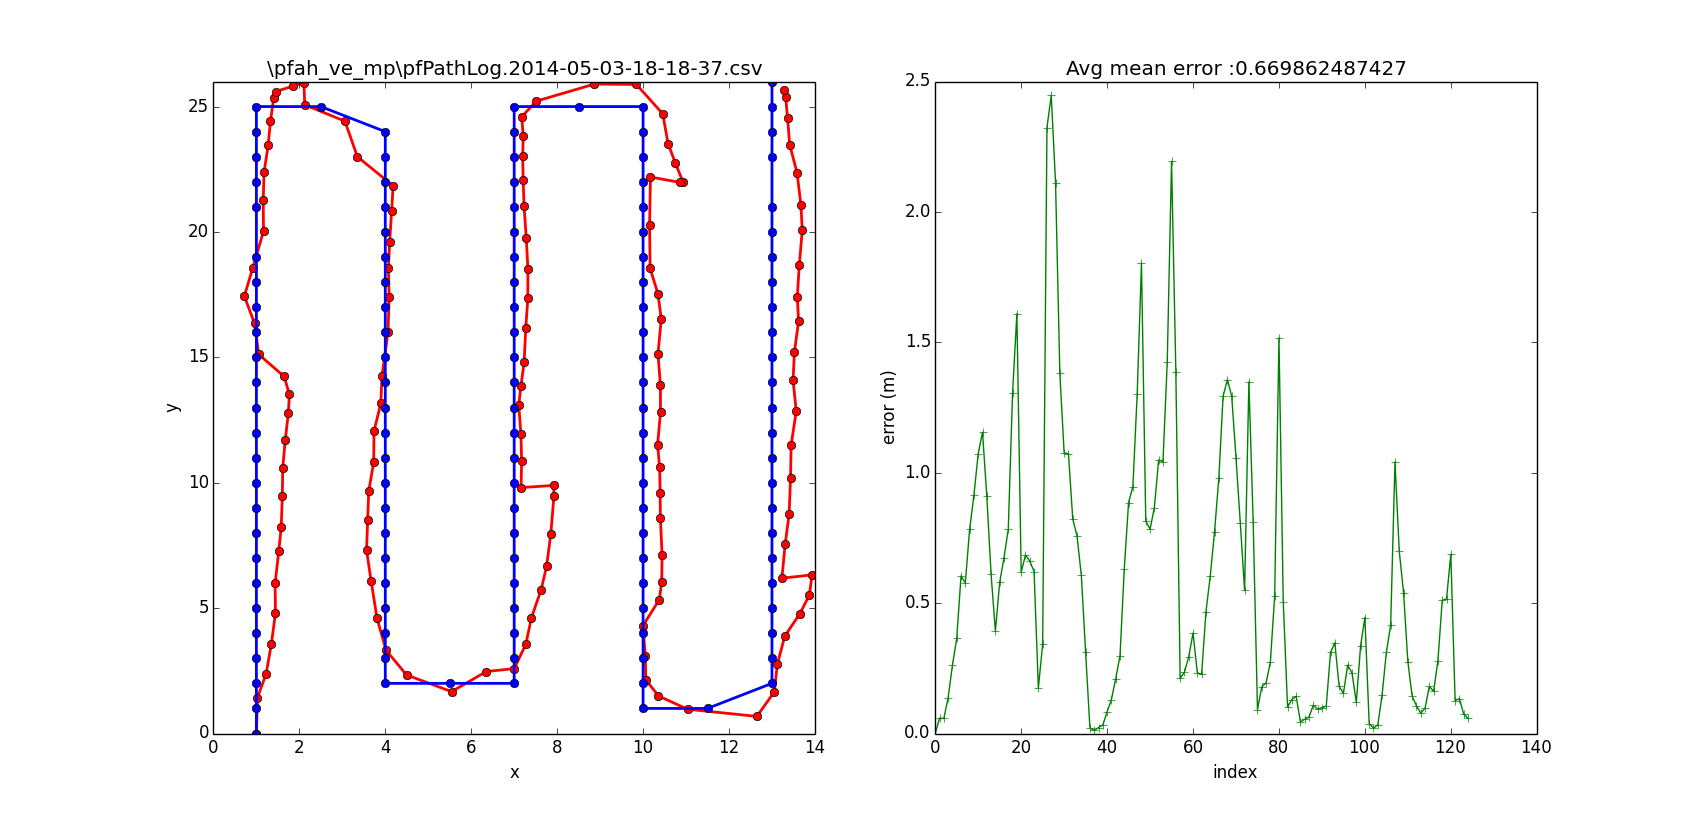 \pfah_ve_mp\pfPathLog.2014-05-03-18-18-37.csv
25
20
15
10
5
0
y
0 2 4 6 8 10 12 14
x
Avg mean error :0.669862487427
2.5
2.0
1.5
1.0
0.5
0.0
error (m)
0 20 40 60 80 100 120 140
index